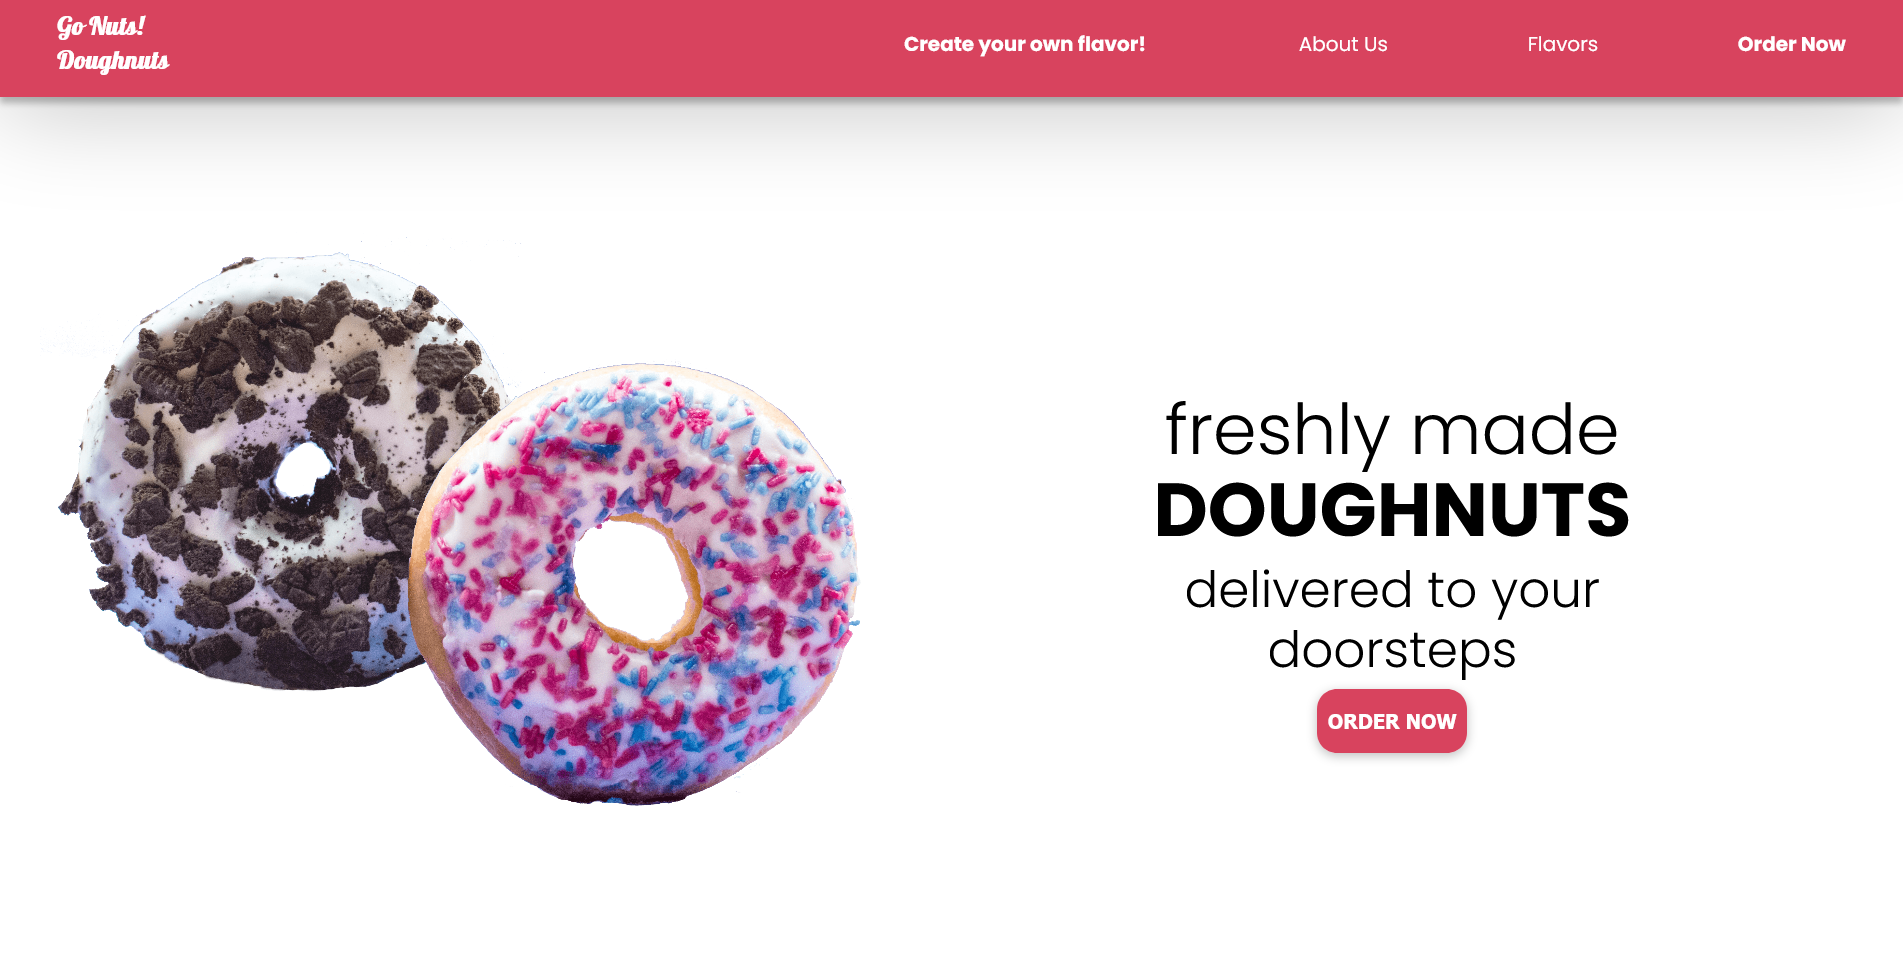 Go Nuts!
Doughnuts
Create your own flavor!
About Us
Flavors
Order Now
freshly made
DOUGHNUTS
delivered to your
doorsteps
ORDER NOW